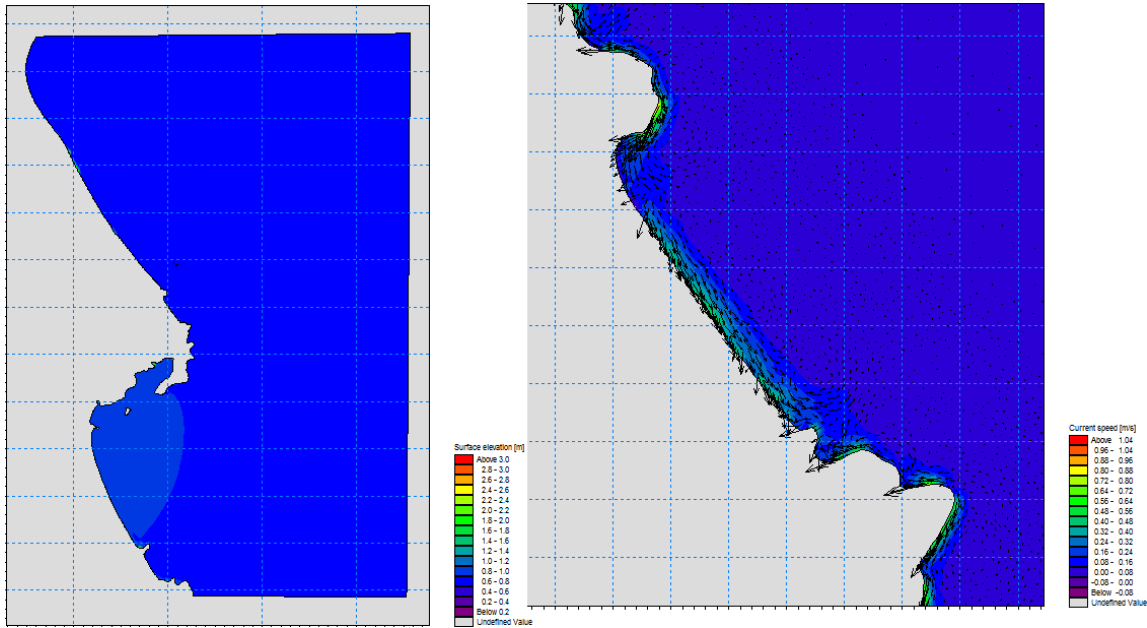 Surface elevation [m]
Above 3.0
2.8 - 3.0
2.6 - 2.8
2.4 - 2.6
2.2 - 2.4
2.0 - 2.2
1.8 - 2.0
1.6 - 1.8
1.4 - 1.6
1.2 - 1.4
1.0 - 1.2
0.8 - 1.0
0.6 - 0.8
0.4 - 0.6
0.2 - 0.4
Below 0.2
Undefined Value
Current speed [m/s]
Above 1.04
0.96 - 1.04
0.88 - 0.96
0.80 - 0.88
0.72 - 0.80
0.64 - 0.72
0.56 - 0.64
0.48 - 0.56
0.40 - 0.48
0.32 - 0.40
0.24 - 0.32
0.16 - 0.24
0.08 - 0.16
0.00 - 0.08
-0.08 - 0.00
Below -0.08
Undefined Value